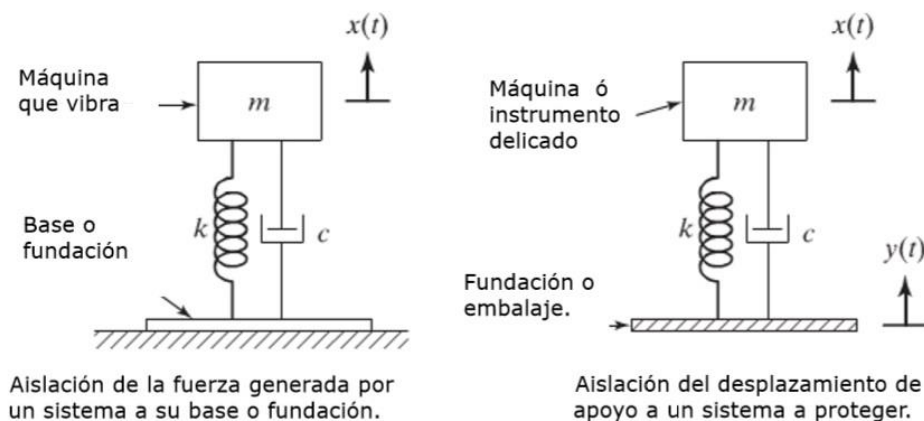 x(t)
Máquina
que vibra
m
k
c
Base o
fundación
Aislación de la fuerza generada por
un sistema a su base o fundación.
x(t)
Máquina ó
instrumento
delicado
m
k
c
y(t)
Fundación o
embalaje.
Aislación del desplazamiento de
apoyo a un sistema a proteger.